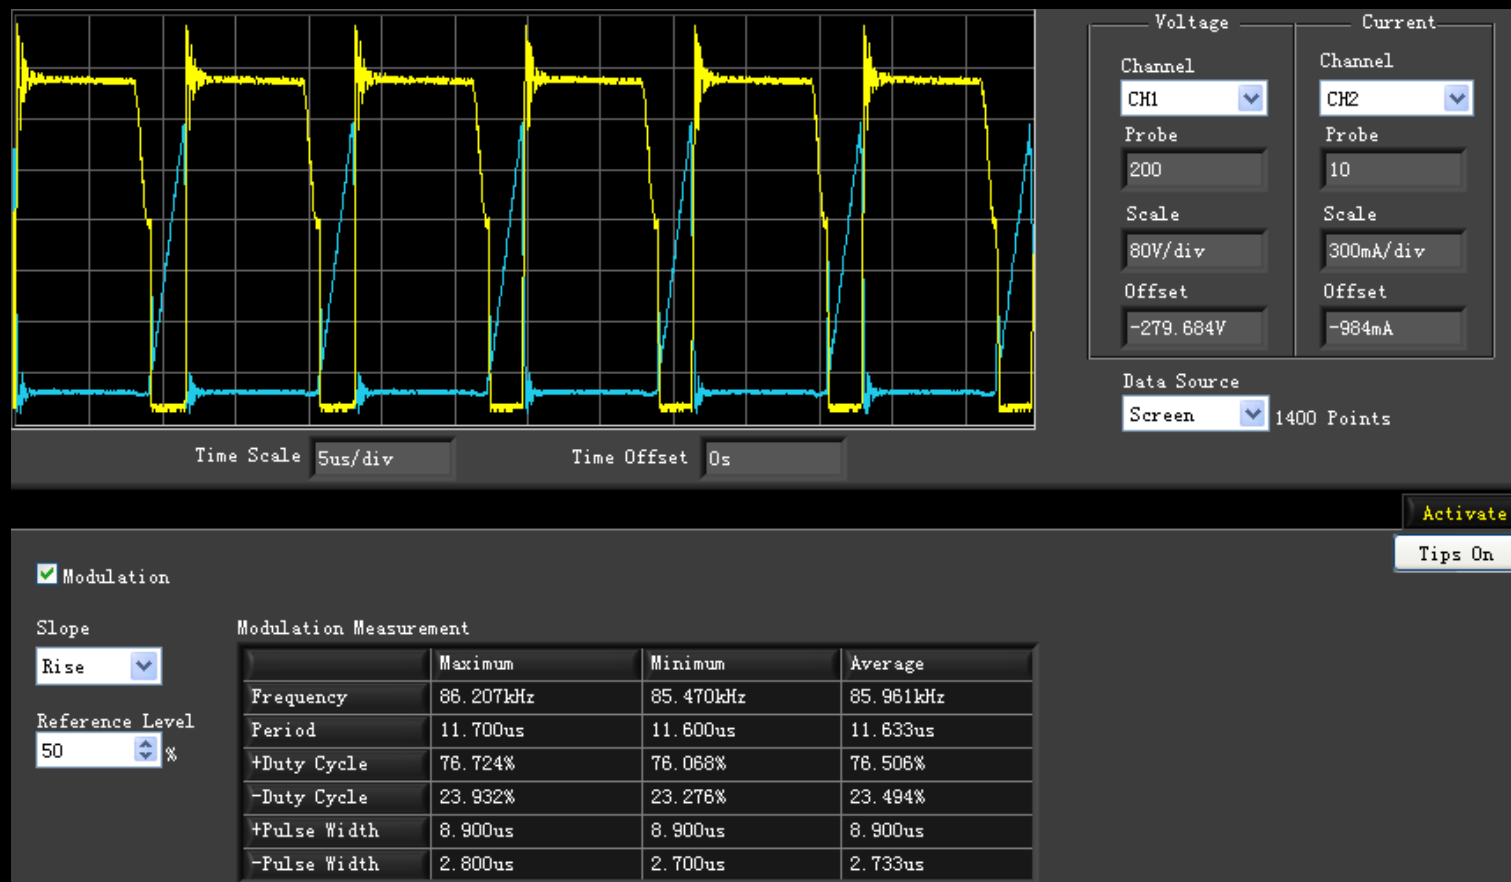 Voltage
Current
Channel
Channel
CH1
CH2
Probe
Probe
200
10
Scale
Scale
80V/div
300mA/div
Offset
Offset
-279.684V
-984mA
Data Source
Screen
1400 Points
Time Scale
5us/div
Time Offset
0s
Activate
Tips On
Modulation
Slope
Rise
Reference Level
50
%
Modulation Measurement
Maximum Minimum Average
Frequency 86.207kHz 85.470kHz 85.961kHz
Period 11.700us 11.600us 11.633us
+Duty Cycle 76.724% 76.068% 76.506%
-Duty Cycle 23.932% 23.276% 23.494%
+Pulse Width 8.900us 8.900us 8.900us
-Pulse Width 2.800us 2.700us 2.733us